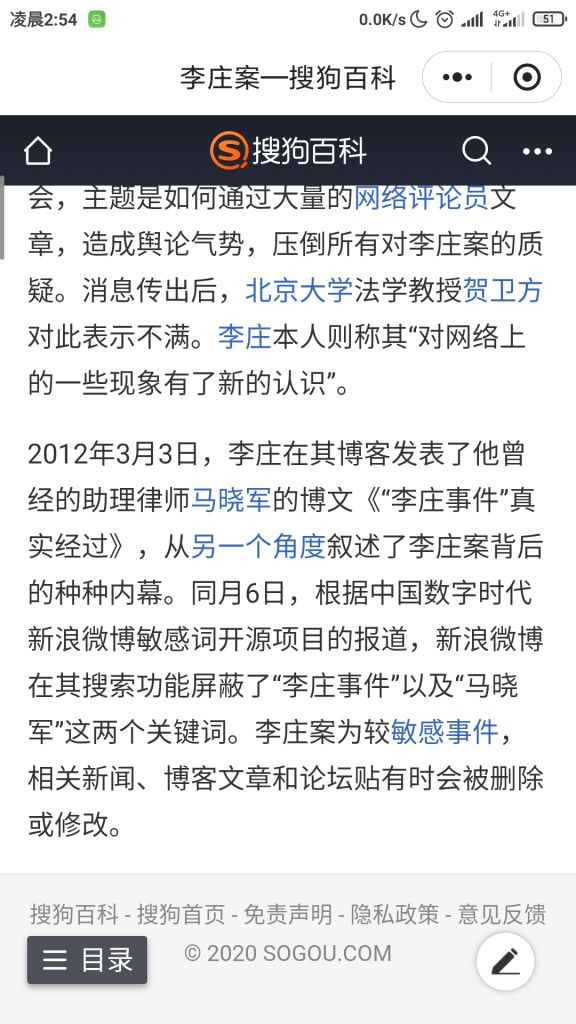 凌晨2:54
0.0K/s
4G+
51
李庄案—搜狗百科
S 搜狗百科
会，主题是如何通过大量的网络评论员文
章，造成舆论气势，压倒所有对李庄案的质
疑。消息传出后，北京大学法学教授贺卫方
对此表示不满。李庄本人则称其“对网络上
的一些现象有了新的认识”。
2012年3月3日，李庄在其博客发表了他曾
经的助理律师马晓军的博文《“李庄事件”真
实经过》，从另一个角度叙述了李庄案背后
的种种内幕。同月6日，根据中国数字时代
新浪微博敏感词开源项目的报道，新浪微博
在其搜索功能屏蔽了“李庄事件”以及“马晓
军”这两个关键词。李庄案为较敏感事件，
相关新闻、博客文章和论坛贴有时会被删除
或修改。
搜狗百科 - 搜狗首页 - 免责声明 - 隐私政策 - 意见反馈
目录
© 2020 SOGOU.COM